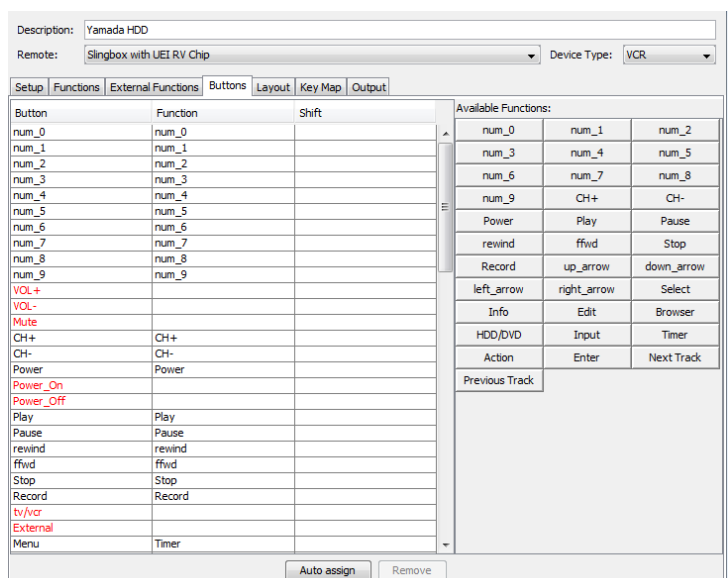 Description: Yamada HDD
Remote: Slingbox with UEI RV Chip Device Type: VCR
Setup Functions External Functions Buttons Layout Key Map Output
Button Function Shift
num_0 num_0
num_1 num_1
num_2 num_2
num_3 num_3
num_4 num_4
num_5 num_5
num_6 num_6
num_7 num_7
num_8 num_8
num_9 num_9
VOL+
VOL-
Mute
CH+ CH+
CH- CH-
Power Power
Power_On
Power_Off
Play Play
Pause Pause
rewind rewind
ffwd ffwd
Stop Stop
Record Record
tv/vcr
External
Menu Timer
Available Functions:
num_0 num_1 num_2
num_3 num_4 num_5
num_6 num_7 num_8
num_9 CH+ CH-
Power Play Pause
rewind ffwd Stop
Record up_arrow down_arrow
left_arrow right_arrow Select
Info Edit Browser
HDD/DVD Input Timer
Action Enter Next Track
Previous Track
Auto assign Remove